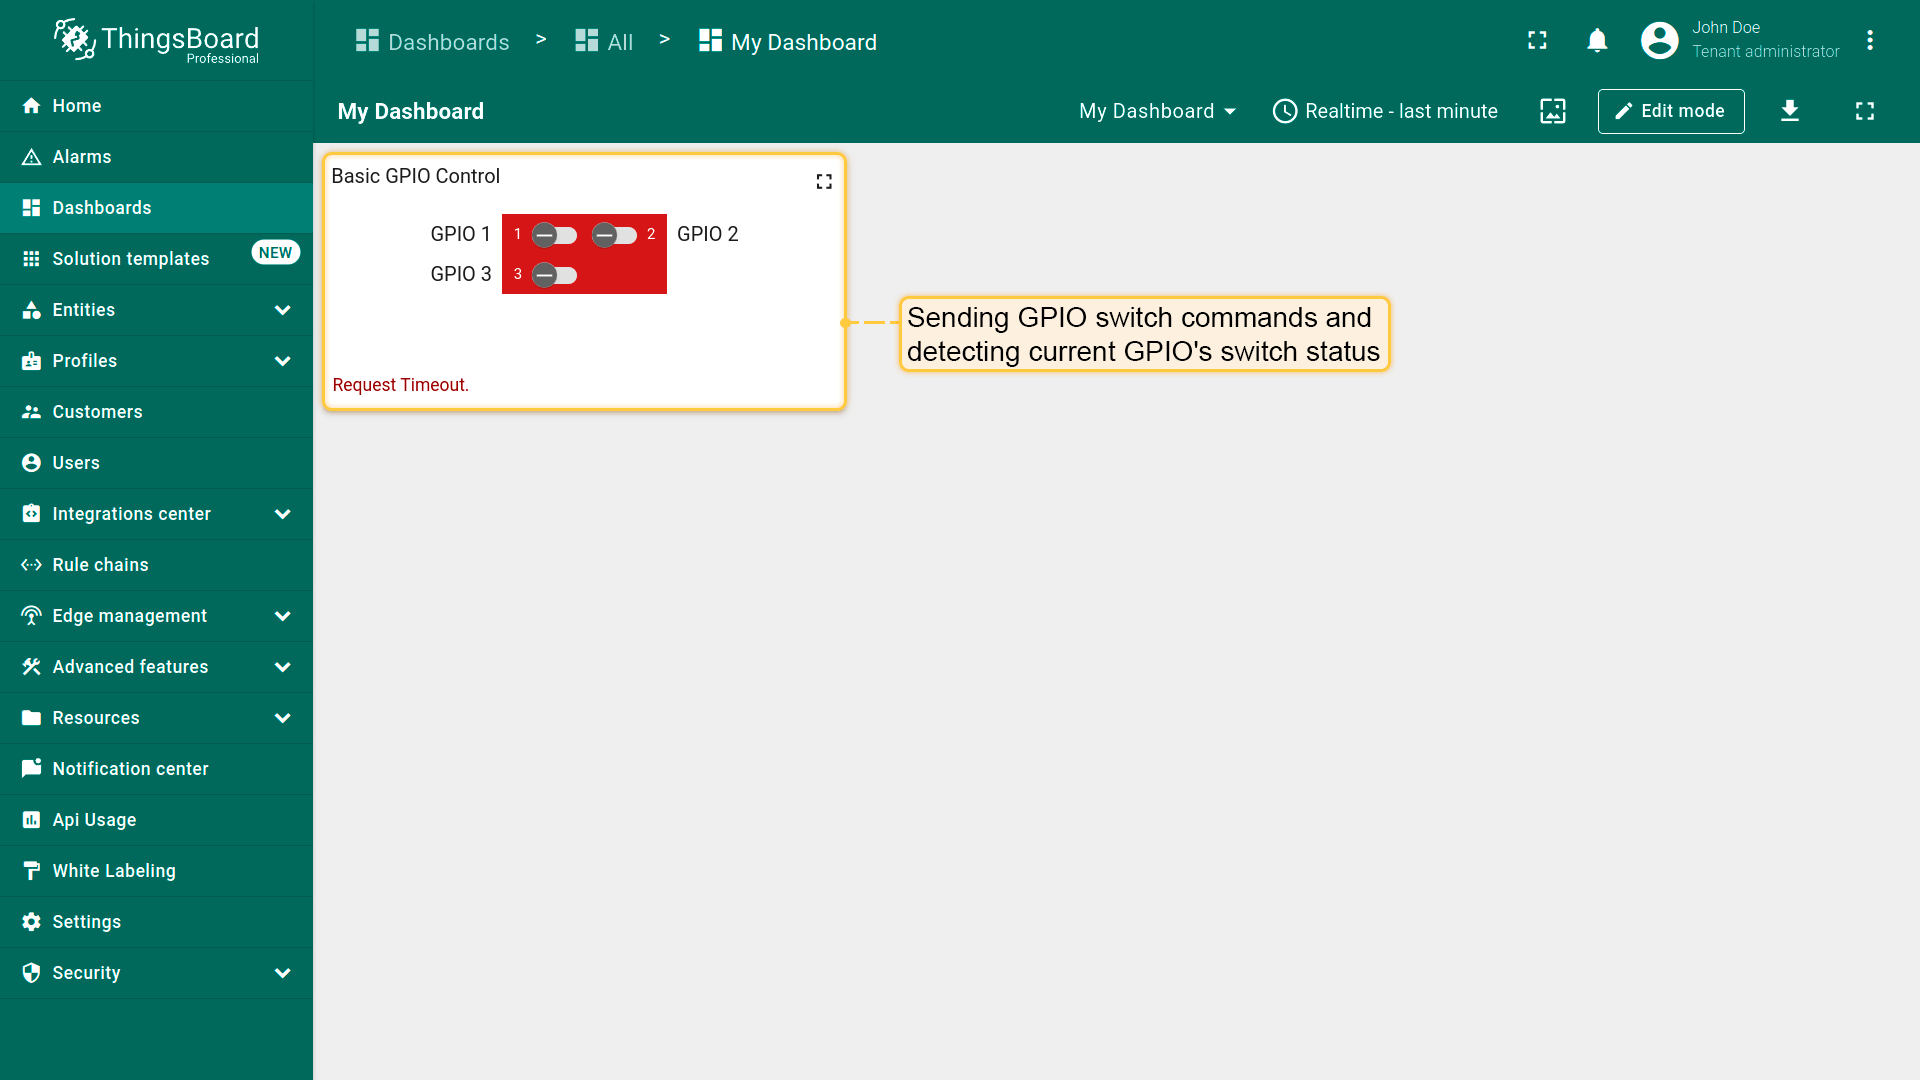 ThingsBoard
Professional
Dashboards > All > My Dashboard
John Doe
Tenant administrator
My Dashboard
My Dashboard
Realtime - last minute
Edit mode
Home
Alarms
Dashboards
Solution templates NEW
Entities
Profiles
Customers
Users
Integrations center
Rule chains
Edge management
Advanced features
Resources
Notification center
Api Usage
White Labeling
Settings
Security
Basic GPIO Control
GPIO 1 1 2 GPIO 2
GPIO 3 3
Request Timeout.
Sending GPIO switch commands and
detecting current GPIO's switch status